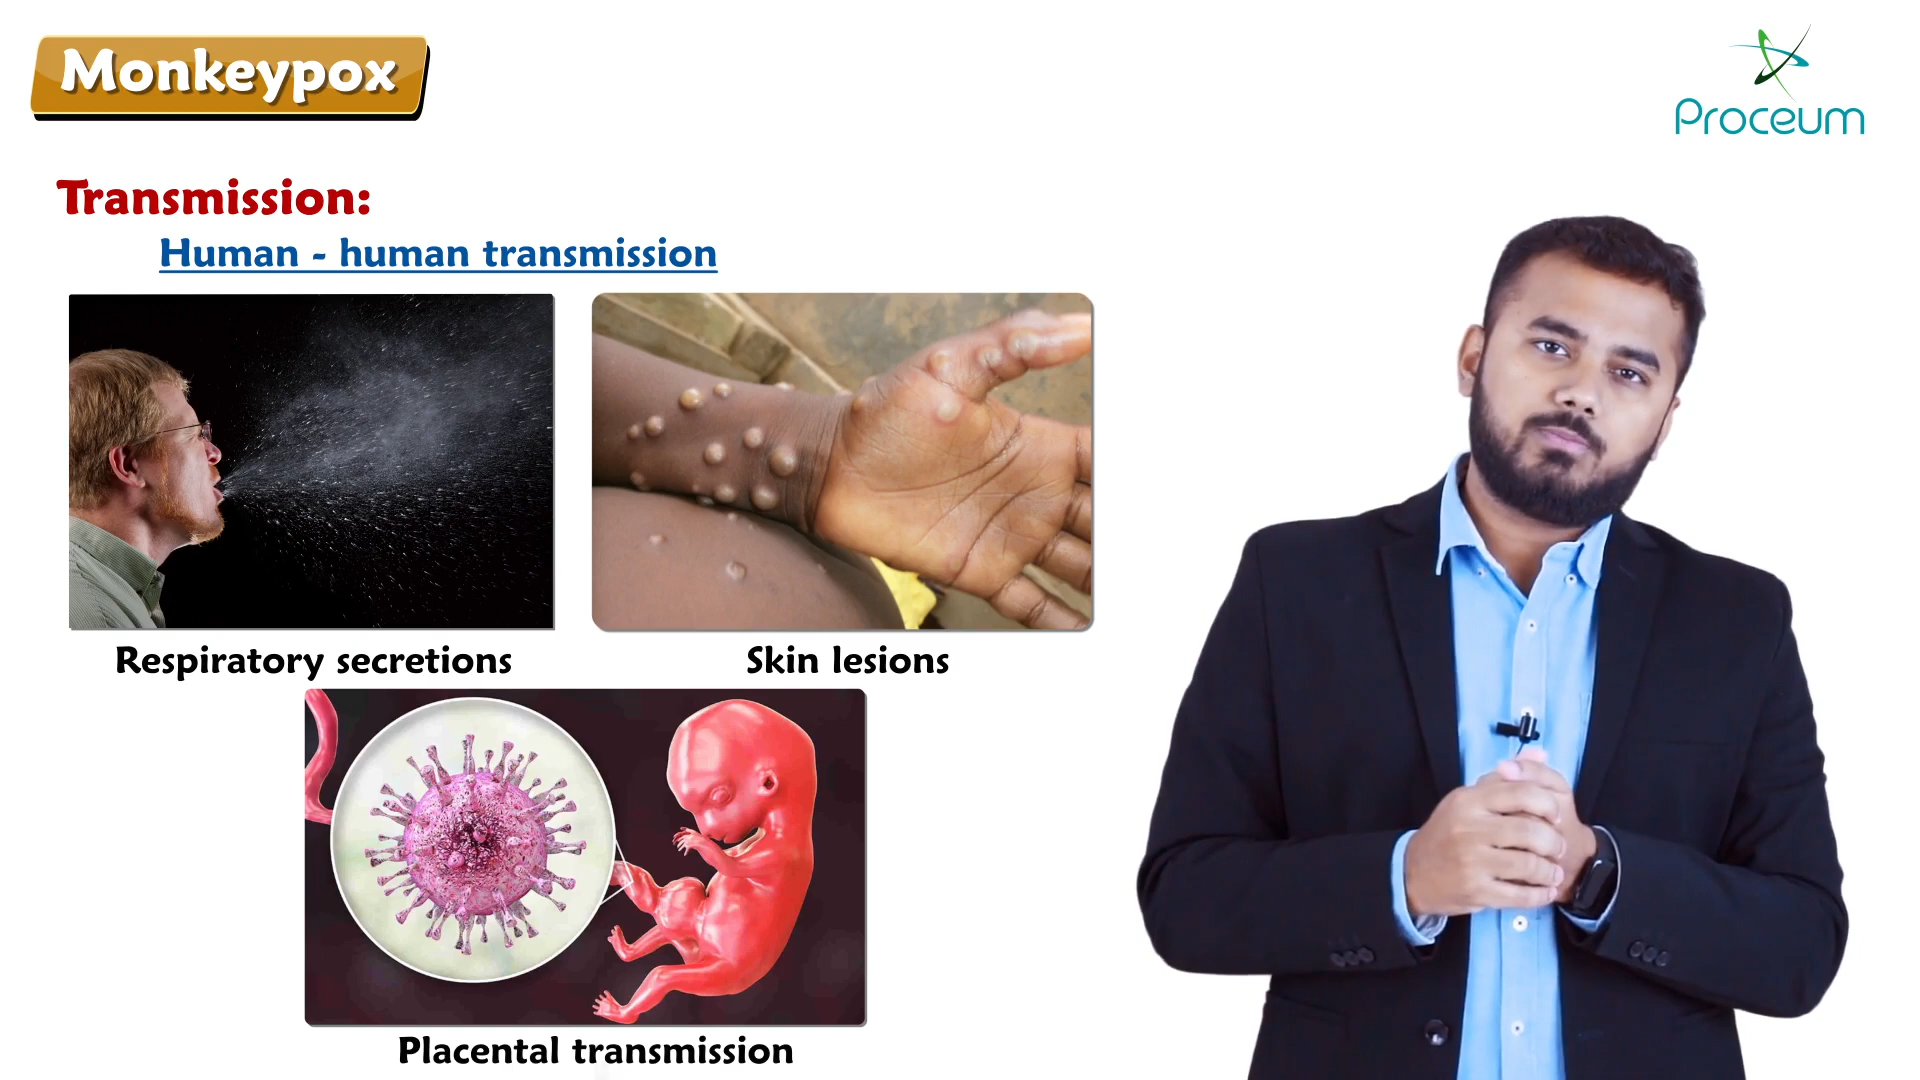 Monkeypox
Proceum
Transmission:
Human - human transmission
Respiratory secretions
Skin lesions
Placental transmission